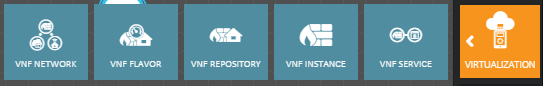 VNF NETWORK
VNF FLAVOR
VNF REPOSITORY
VNF INSTANCE
VNF SERVICE
VIRTUALIZATION